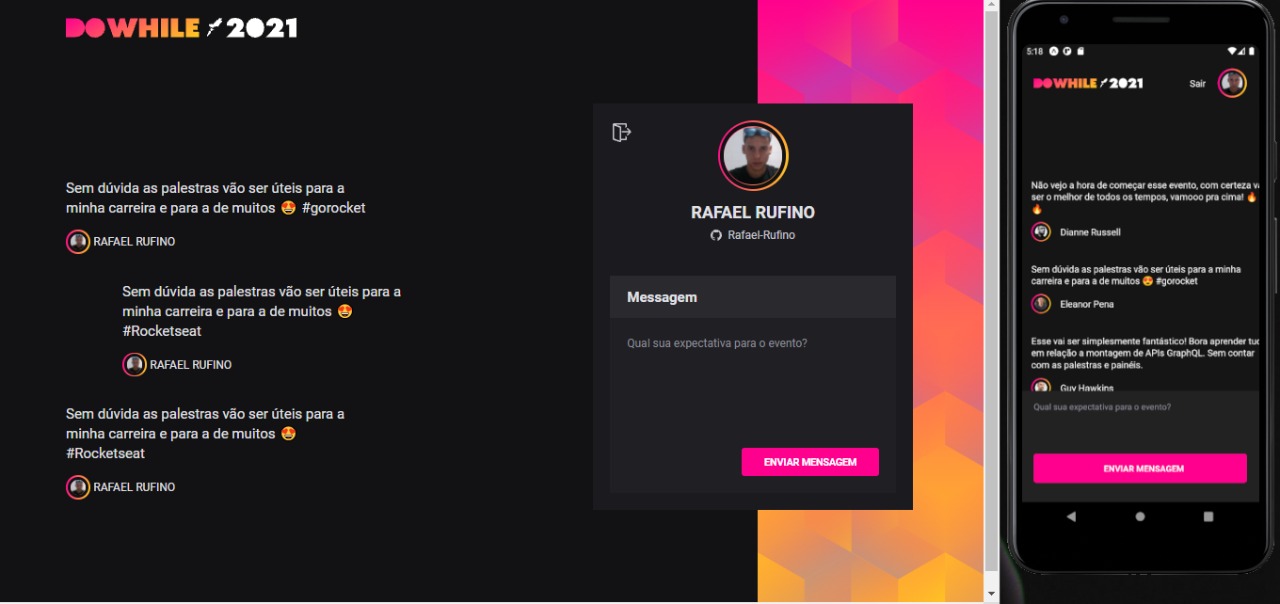 DOWHILE 2021
Sem dúvida as palestras vão ser úteis para a
minha carreira e para a de muitos 😍 #gorocket
RAFAEL RUFINO
Sem dúvida as palestras vão ser úteis para a
minha carreira e para a de muitos 😍
#Rocketseat
RAFAEL RUFINO
Sem dúvida as palestras vão ser úteis para a
minha carreira e para a de muitos 😍
#Rocketseat
RAFAEL RUFINO
RAFAEL RUFINO
Rafael-Rufino
Messagem
Qual sua expectativa para o evento?
ENVIAR MENSAGEM
5:18
DOWHILE 2021
Sair
Não vejo a hora de começar esse evento, com certeza
ser o melhor de todos os tempos, vamooo pra cima! 🔥
🔥
Dianne Russell
Sem dúvida as palestras vão ser úteis para a minha
carreira e para a de muitos 😍 #gorocket
Eleanor Pena
Esse vai ser simplesmente fantástico! Bora aprender
em relação a montagem de APIs GraphQL. Sem contar
com as palestras e painéis.
Guy Hawkins
Qual sua expectativa para o evento?
ENVIAR MENSAGEM